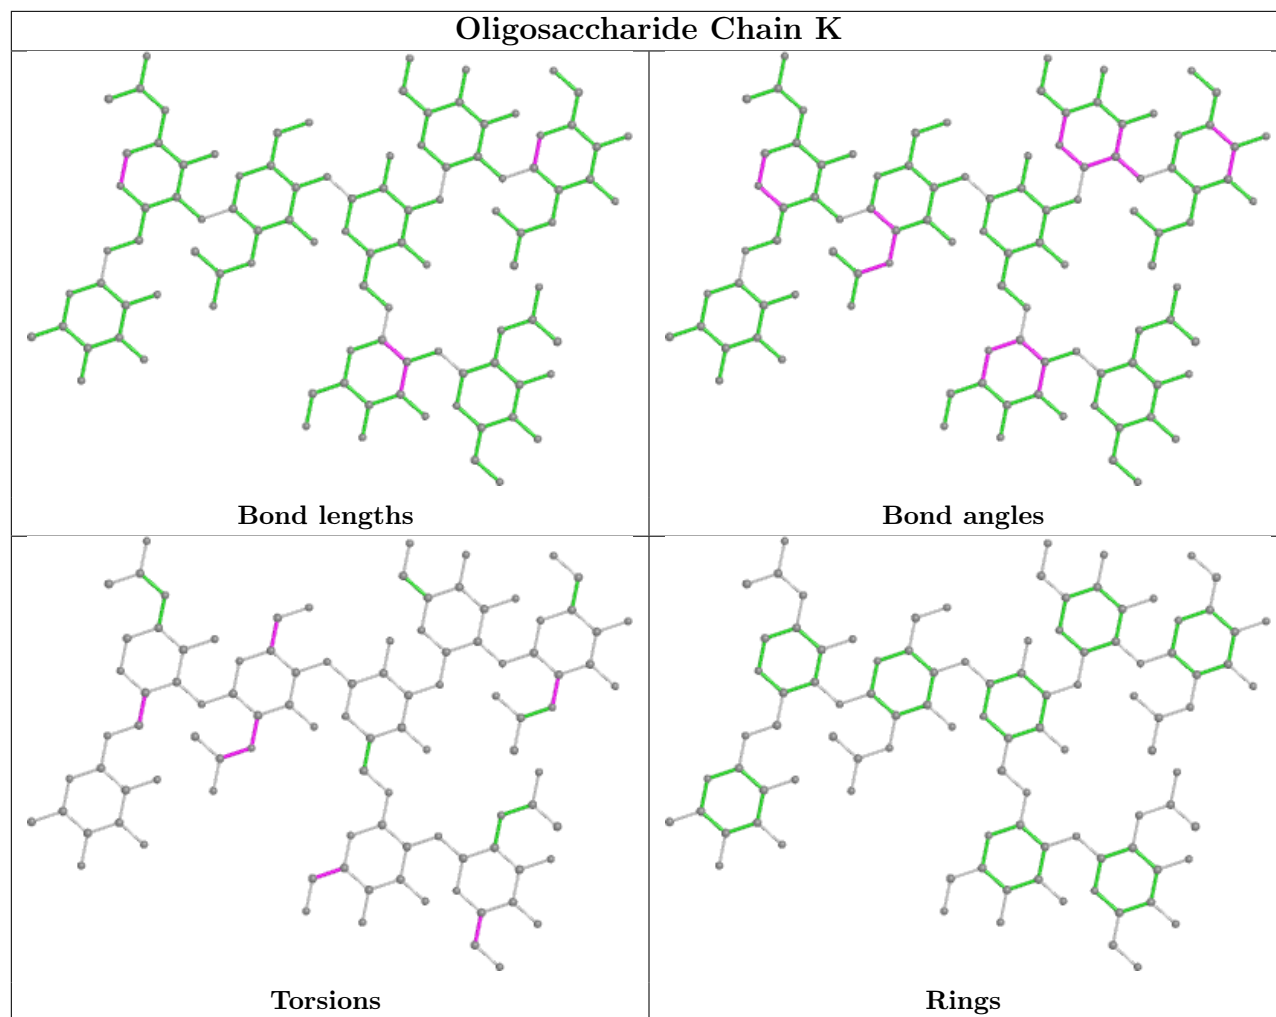 Oligosaccharide Chain K
Bond lengths
Bond angles
Torsions
Rings